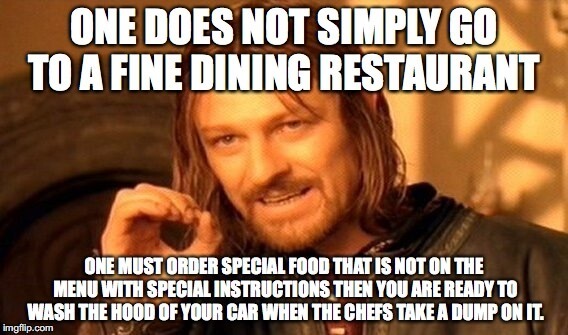 ONE DOES NOT SIMPLY GO
TO A FINE DINING RESTAURANT
ONE MUST ORDER SPECIAL FOOD THAT IS NOT ON THE
MENU WITH SPECIAL INSTRUCTIONS THEN YOU ARE READY TO
WASH THE HOOD OF YOUR CAR WHEN THE CHEFS TAKE A DUMP ON IT.
imgflip.com